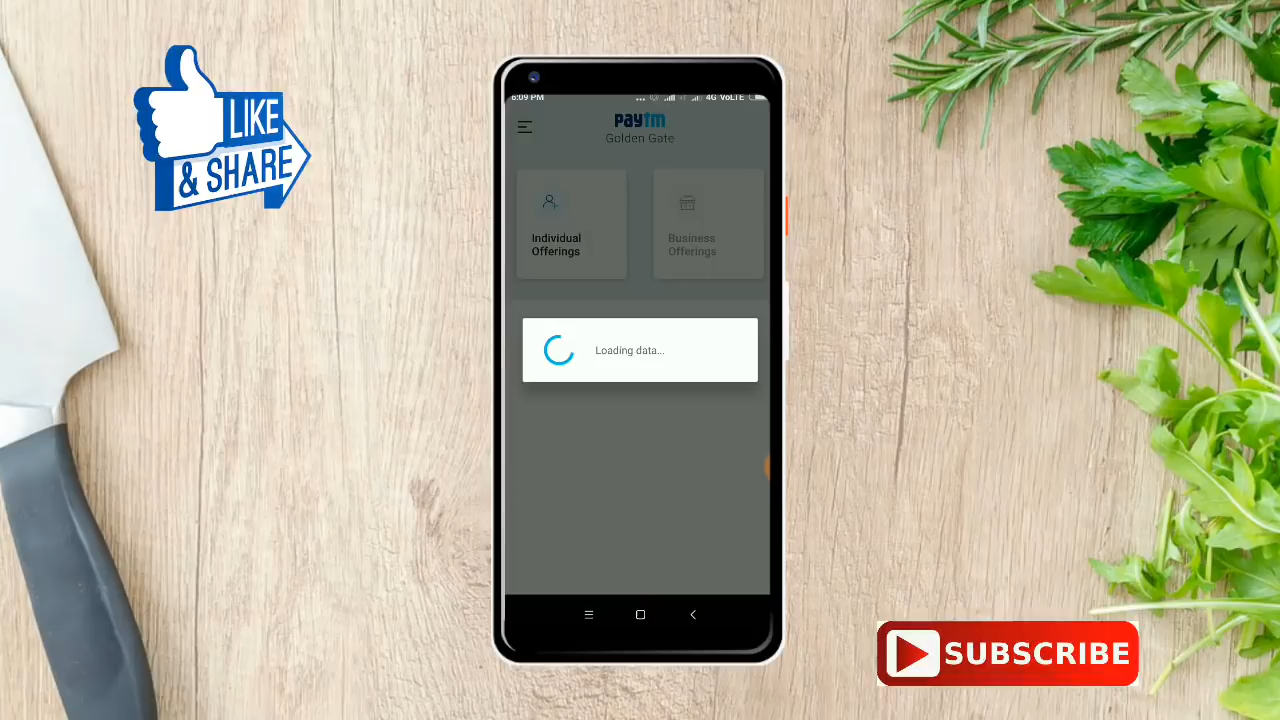 LIKE
& SHARE
6:09 PM
4G VoLTE
paytm
Golden Gate
Individual
Offerings
Business
Offerings
Loading data...
SUBSCRIBE